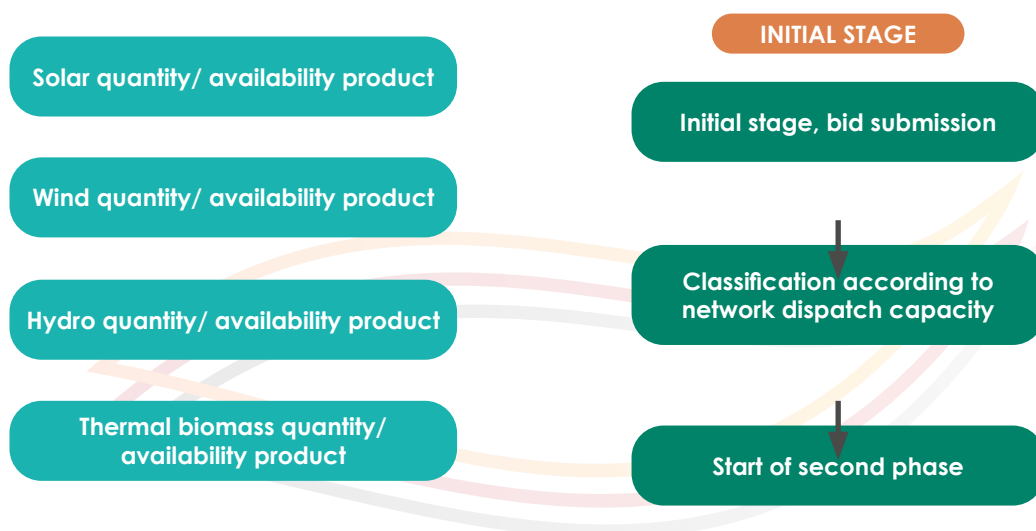 Solar quantity/ availability product
Wind quantity/ availability product
Hydro quantity/ availability product
Thermal biomass quantity/
availability product
INITIAL STAGE
Initial stage, bid submission
Classification according to
network dispatch capacity
Start of second phase